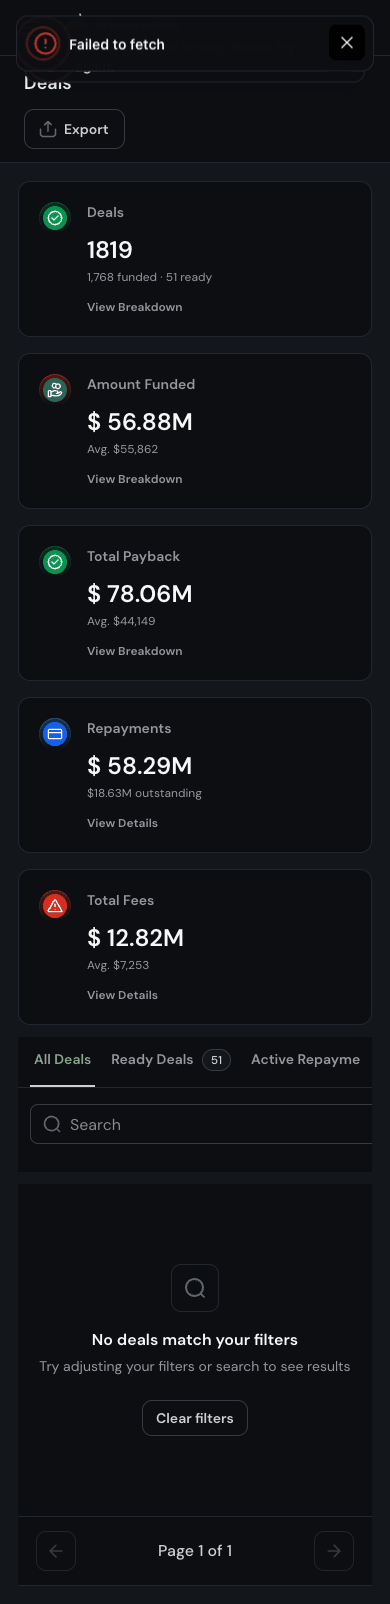 Failed to fetch
Deals
Export
Deals
1819
1,768 funded · 51 ready
View Breakdown
Amount Funded
$ 56.88M
Avg. $55,862
View Breakdown
Total Payback
$ 78.06M
Avg. $44,149
View Breakdown
Repayments
$ 58.29M
$18.63M outstanding
View Details
Total Fees
$ 12.82M
Avg. $7,253
View Details
All Deals Ready Deals 51 Active Repayme
Search
No deals match your filters
Try adjusting your filters or search to see results
Clear filters
Page 1 of 1